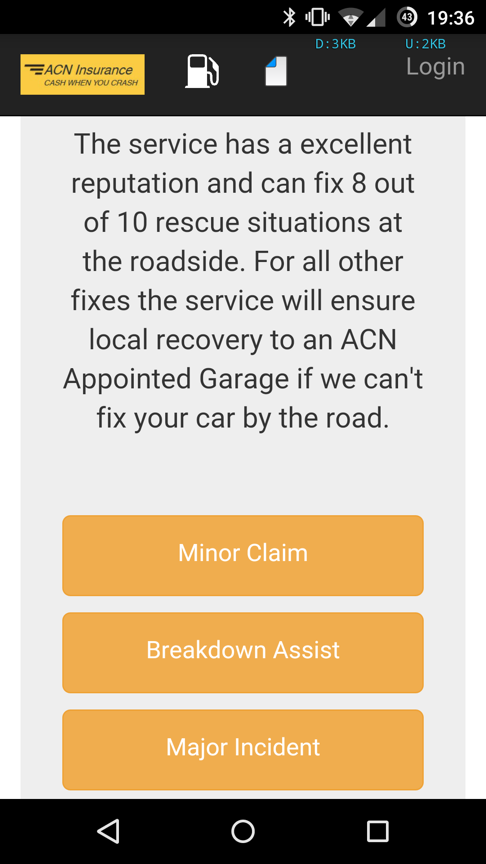 43 19:36
D:3KB U:2KB
ACN Insurance
CASH WHEN YOU CRASH
Login
The service has a excellent
reputation and can fix 8 out
of 10 rescue situations at
the roadside. For all other
fixes the service will ensure
local recovery to an ACN
Appointed Garage if we can't
fix your car by the road.
Minor Claim
Breakdown Assist
Major Incident